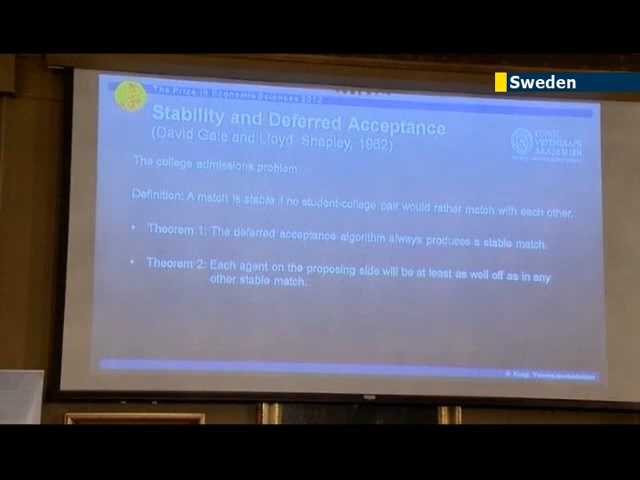 Sweden
The Prize in Economic Sciences 2012
Stability and Deferred Acceptance
(David Gale and Lloyd Shapley, 1962)
KUNGL.
VETENSKAPS
AKADEMIEN
The college admissions problem
Definition: A match is stable if no student-college pair would rather match with each other.
• Theorem 1: The deferred acceptance algorithm always produces a stable match.
• Theorem 2: Each agent on the proposing side will be at least as well off as in any
other stable match.
© Kungl. Vetenskapsakademien